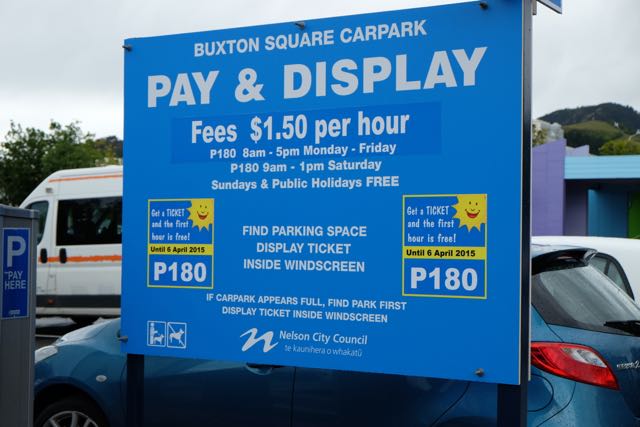 BUXTON SQUARE CARPARK
PAY & DISPLAY
Fees $1.50 per hour
P180 8am - 5pm Monday - Friday
P180 9am - 1pm Saturday
Sundays & Public Holidays FREE
Get a TICKET
and the first
hour is free!
Until 6 April 2015
P180
FIND PARKING SPACE
DISPLAY TICKET
INSIDE WINDSCREEN
Get a TICKET
and the first
hour is free!
Until 6 April 2015
P180
IF CARPARK APPEARS FULL, FIND PARK FIRST
DISPLAY TICKET INSIDE WINDSCREEN
Nelson City Council
te kaunihera o whakatū
P
PAY
HERE